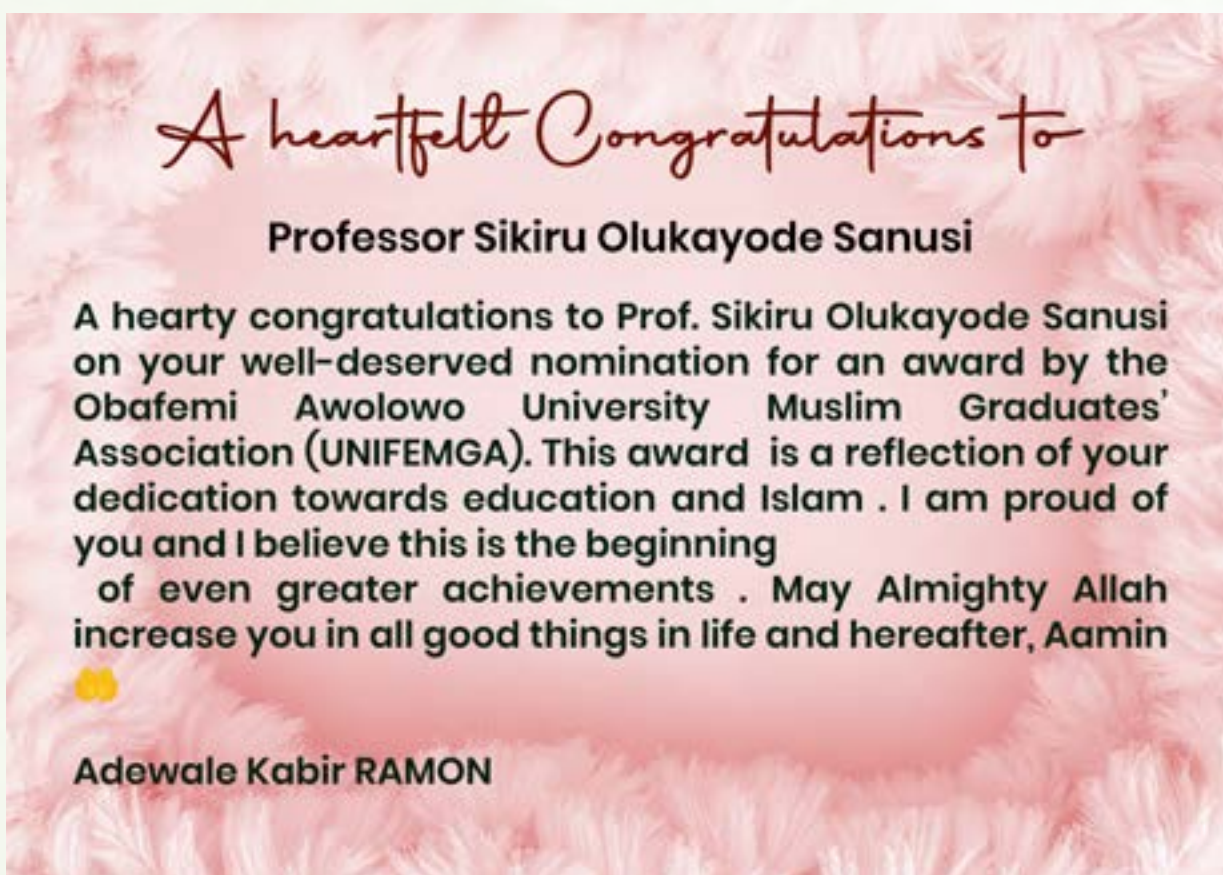 A heartfelt Congratulations to
Professor Sikiru Olukayode Sanusi
A hearty congratulations to Prof. Sikiru Olukayode Sanusi
on your well-deserved nomination for an award by the
Obafemi Awolowo University Muslim Graduates'
Association (UNIFEMGA). This award is a reflection of your
dedication towards education and Islam . I am proud of
you and I believe this is the beginning
of even greater achievements . May Almighty Allah
increase you in all good things in life and hereafter, Aamin
🤲
Adewale Kabir RAMON